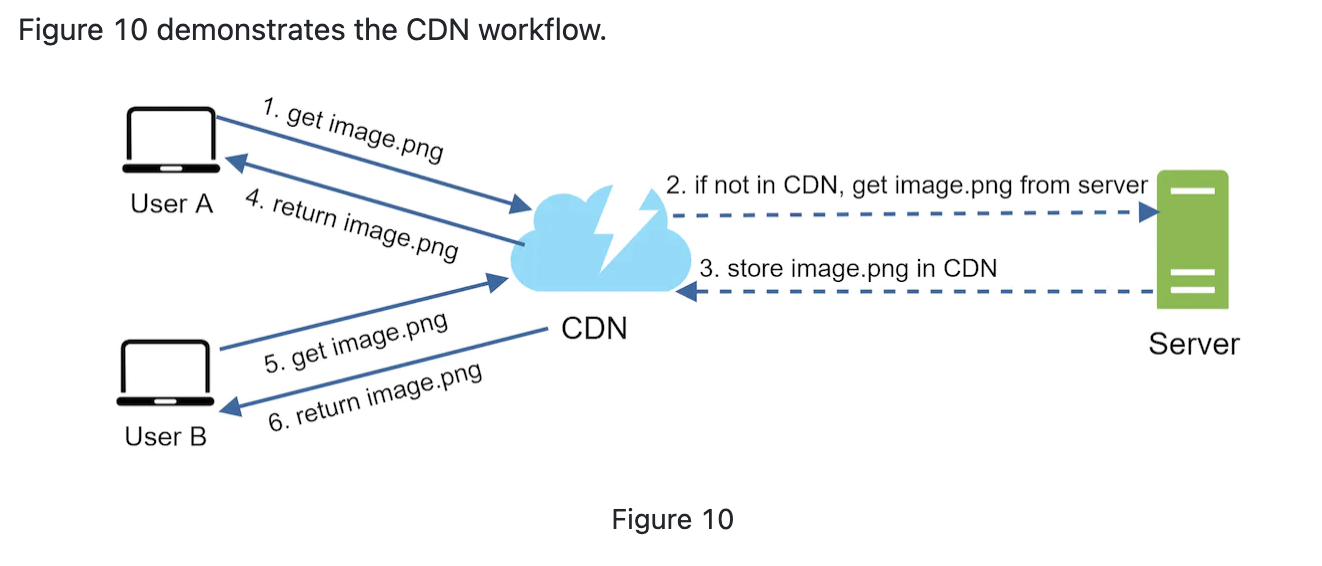 Figure 10 demonstrates the CDN workflow.
1. get image.png
User A
4. return image.png
2. if not in CDN, get image.png from server
3. store image.png in CDN
CDN
Server
5. get image.png
6. return image.png
User B
Figure 10